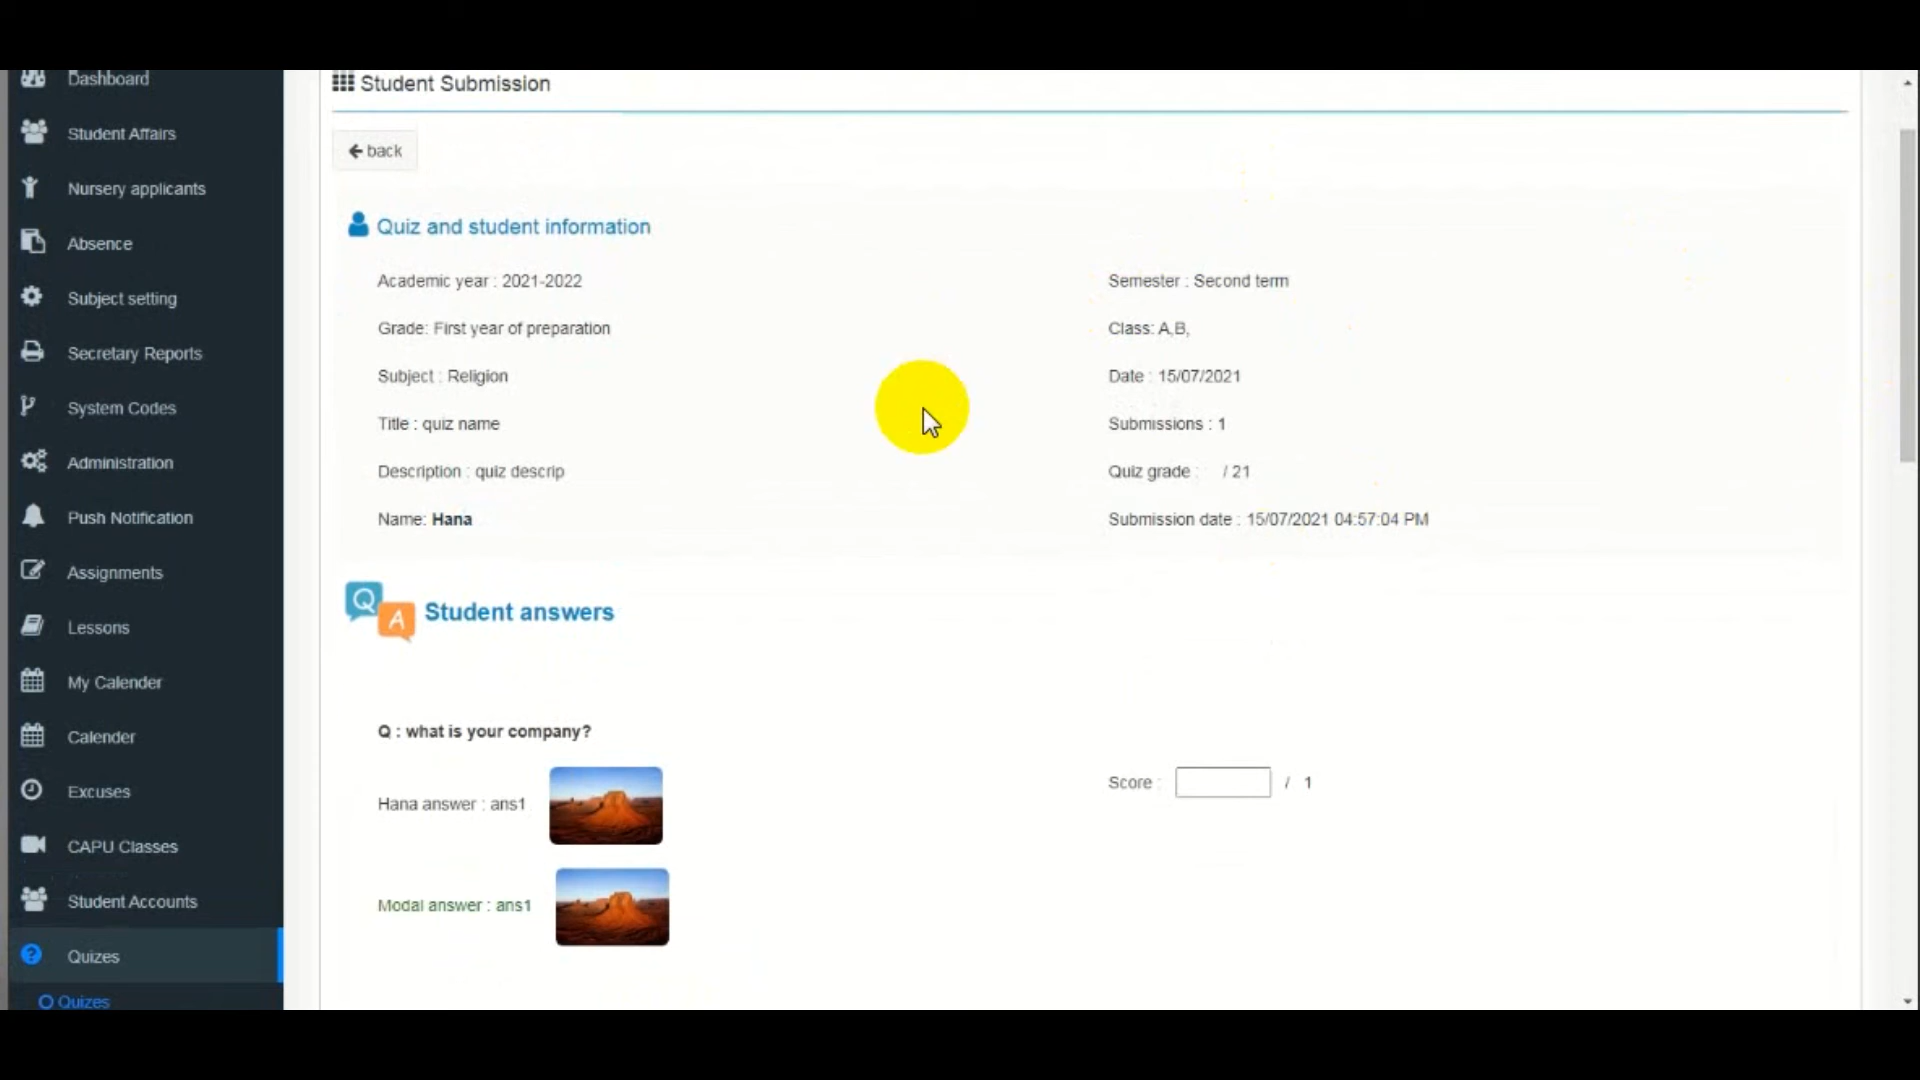 Dashboard
Student Affairs
Nursery applicants
Absence
Subject setting
Secretary Reports
System Codes
Administration
Push Notification
Assignments
Lessons
My Calender
Calender
Excuses
CAPU Classes
Student Accounts
Quizes
Quizes
Student Submission
back
Quiz and student information
Academic year : 2021-2022
Semester : Second term
Grade: First year of preparation
Class: A,B,
Subject : Religion
Date : 15/07/2021
Title : quiz name
Submissions : 1
Description : quiz descrip
Quiz grade : / 21
Name: Hana
Submission date : 15/07/2021 04:57:04 PM
Q A Student answers
Q : what is your company?
Hana answer : ans1
Score : / 1
Modal answer : ans1